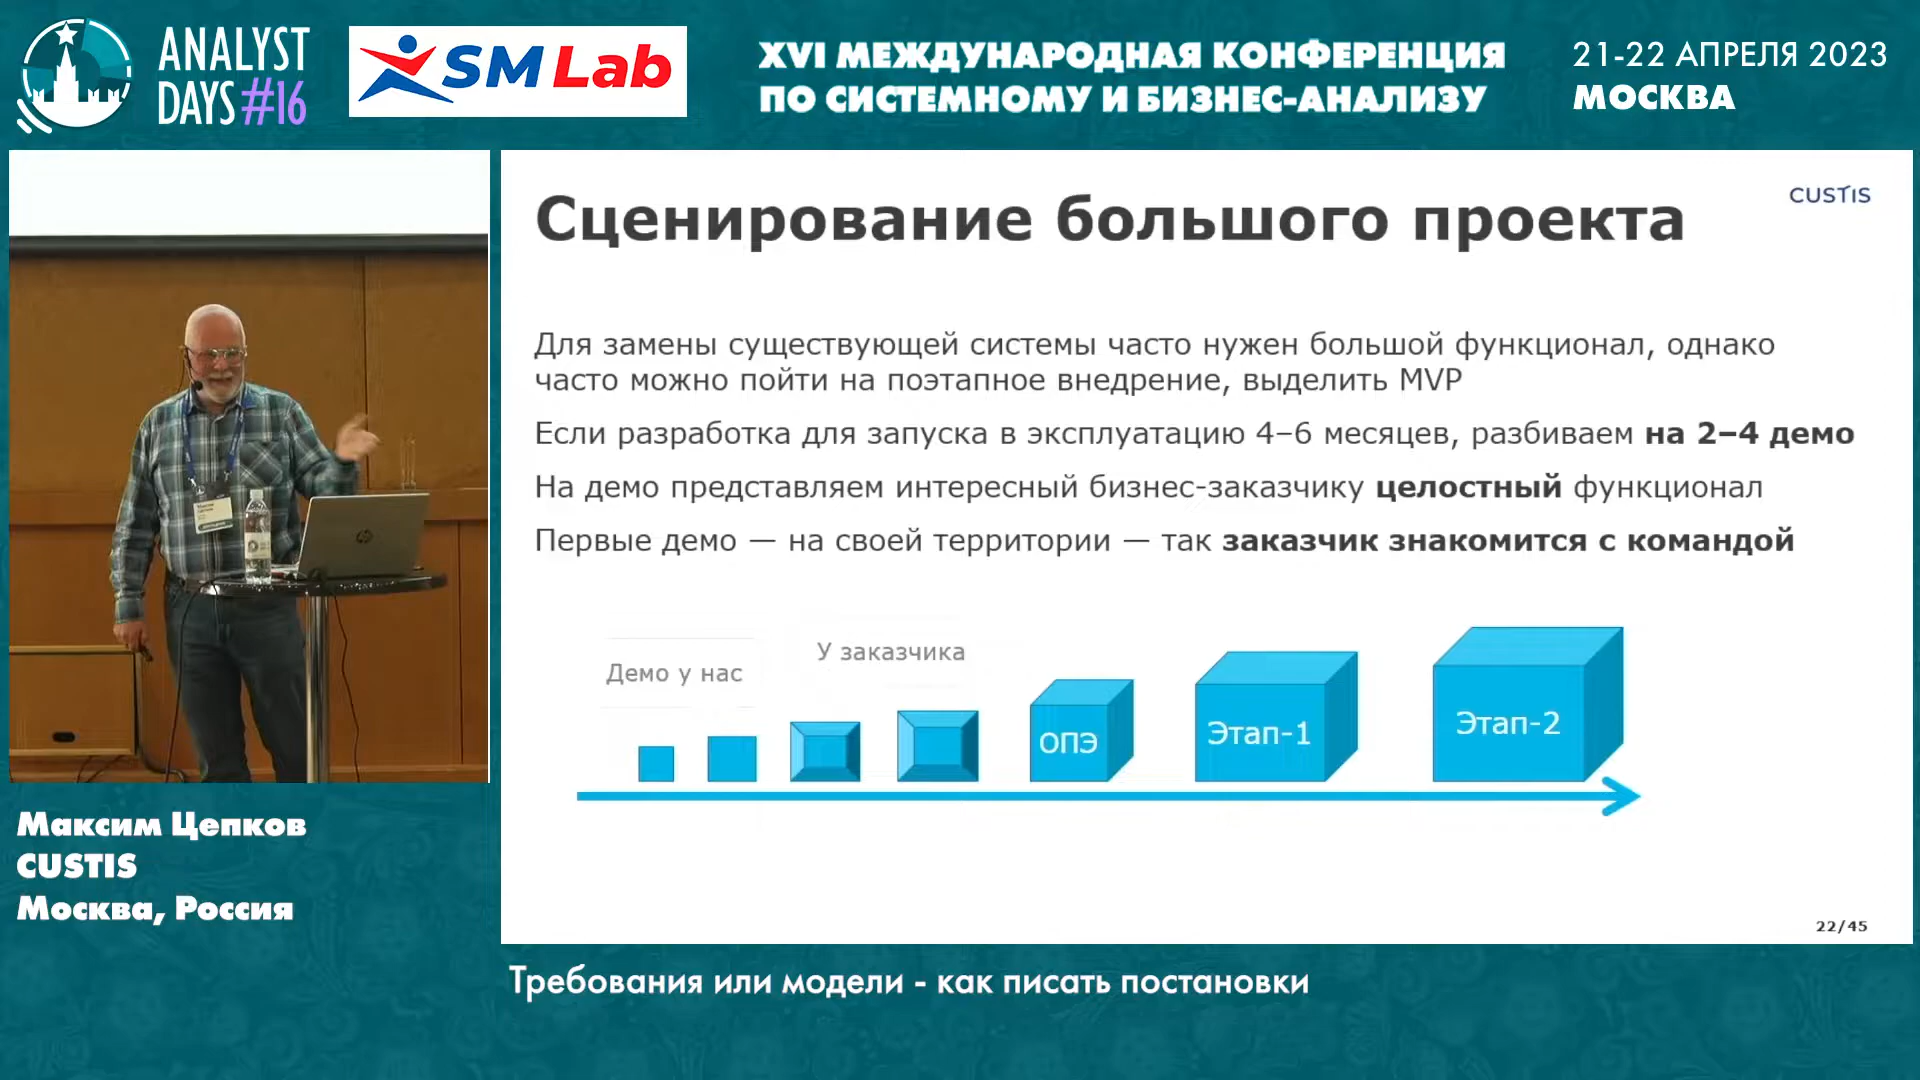 ANALYST
DAYS #16
SM Lab
XVI МЕЖДУНАРОДНАЯ КОНФЕРЕНЦИЯ
ПО СИСТЕМНОМУ И БИЗНЕС-АНАЛИЗУ
21-22 АПРЕЛЯ 2023
МОСКВА
CUSTIS
Сценирование большого проекта
Для замены существующей системы часто нужен большой функционал, однако
часто можно пойти на поэтапное внедрение, выделить MVP
Если разработка для запуска в эксплуатацию 4–6 месяцев, разбиваем на 2–4 демо
На демо представляем интересный бизнес-заказчику целостный функционал
Первые демо — на своей территории — так заказчик знакомится с командой
Демо у нас
У заказчика
ОПЭ
Этап-1
Этап-2
22/45
Максим Цепков
CUSTIS
Москва, Россия
Требования или модели - как писать постановки